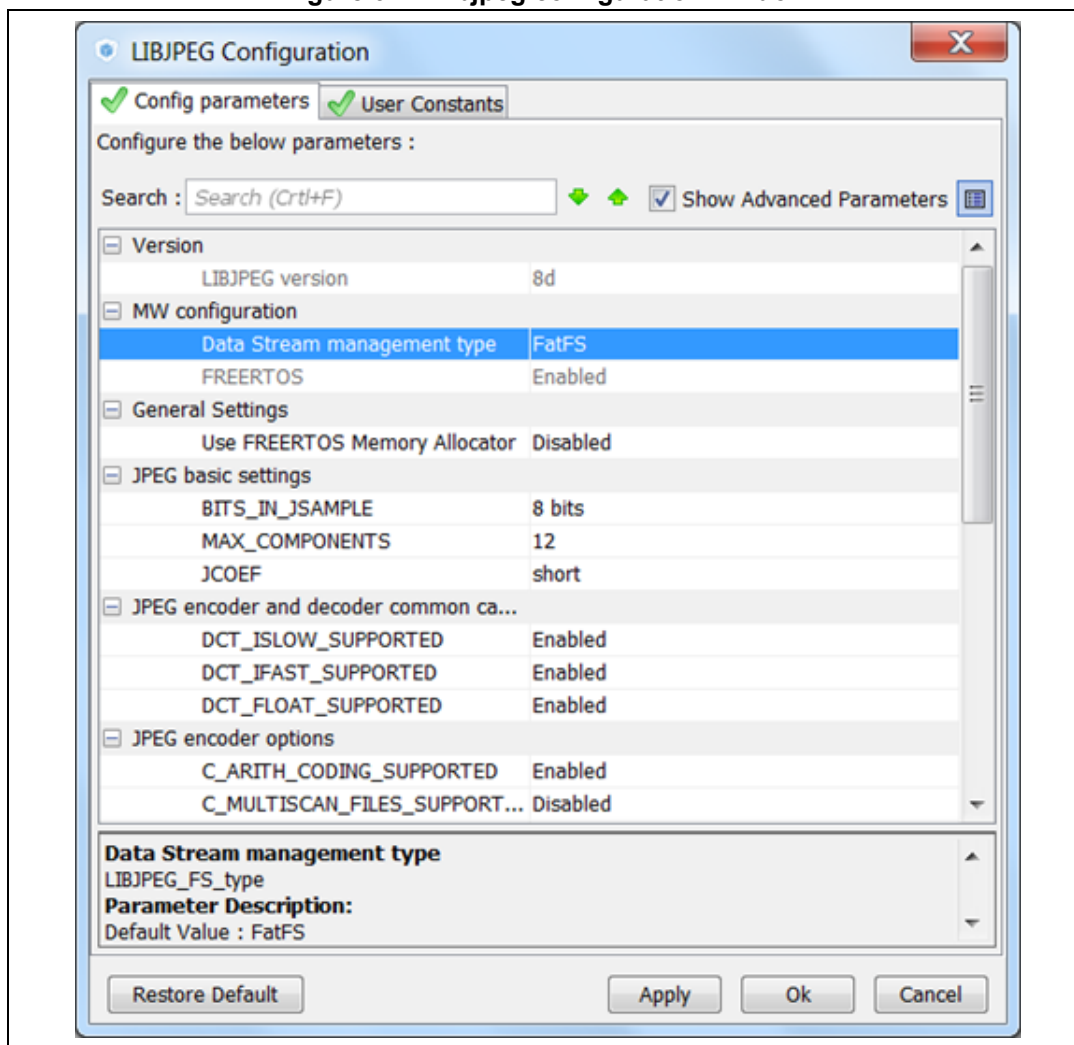 LIBJPEG Configuration
Config parameters User Constants
Configure the below parameters :
Search : Search (Crtl+F) Show Advanced Parameters
Version
LIBJPEG version 8d
MW configuration
Data Stream management type FatFS
FREERTOS Enabled
General Settings
Use FREERTOS Memory Allocator Disabled
JPEG basic settings
BITS_IN_JSAMPLE 8 bits
MAX_COMPONENTS 12
JCOEF short
JPEG encoder and decoder common ca...
DCT_ISLOW_SUPPORTED Enabled
DCT_IFAST_SUPPORTED Enabled
DCT_FLOAT_SUPPORTED Enabled
JPEG encoder options
C_ARITH_CODING_SUPPORTED Enabled
C_MULTISCAN_FILES_SUPPORT... Disabled
Data Stream management type
LIBJPEG_FS_type
Parameter Description:
Default Value : FatFS
Restore Default Apply Ok Cancel